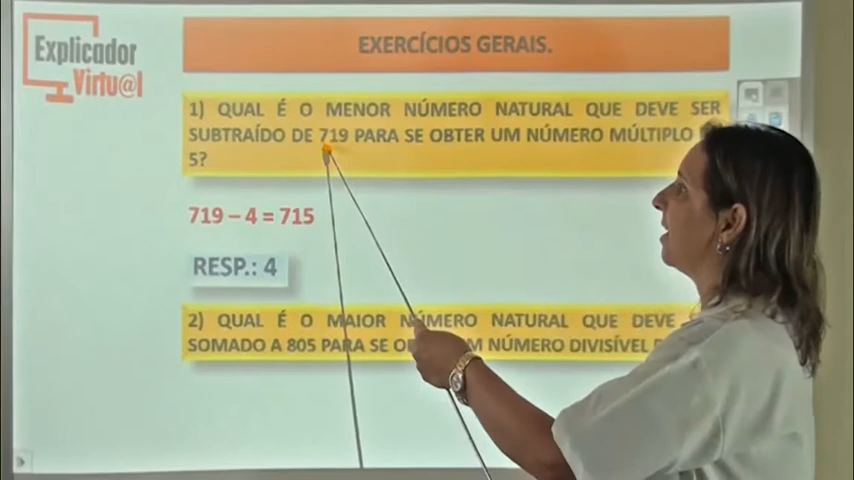 Explicador
Virtu@l
EXERCÍCIOS GERAIS.
1) QUAL É O MENOR NÚMERO NATURAL QUE DEVE SER
SUBTRAÍDO DE 719 PARA SE OBTER UM NÚMERO MÚLTIPLO
5?
719 – 4 = 715
RESP.: 4
2) QUAL É O MAIOR NÚMERO NATURAL QUE DEVE
SOMADO A 805 PARA SE NÚMERO DIVISÍVEL